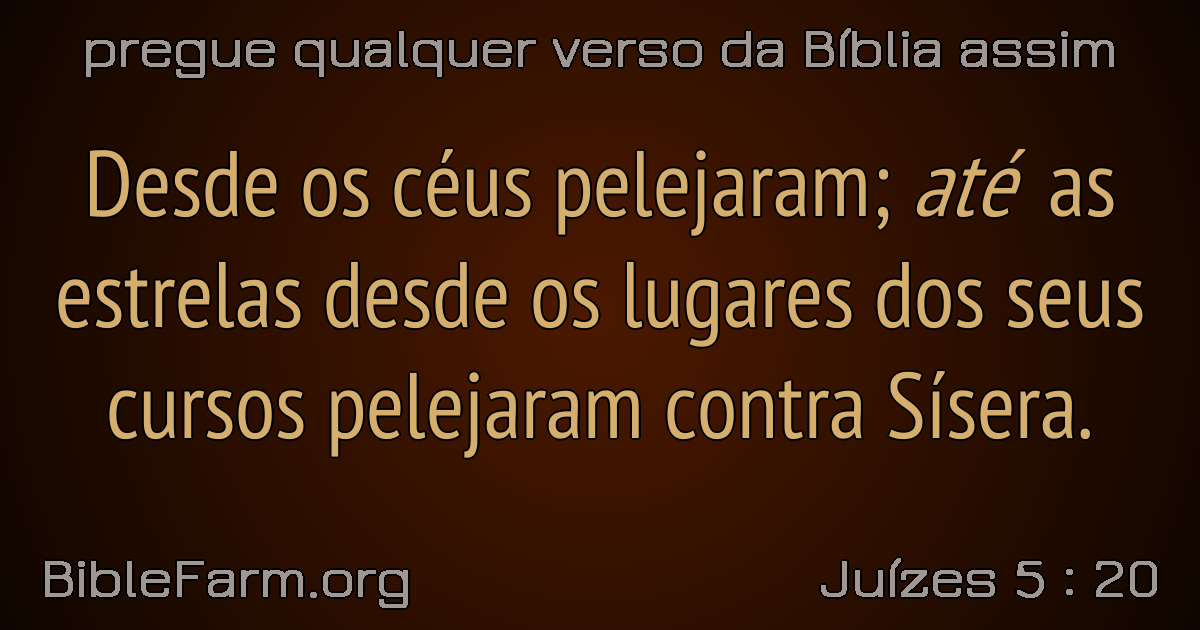 pregue qualquer verso da Bíblia assim
Desde os céus pelejaram; até as
estrelas desde os lugares dos seus
cursos pelejaram contra Sísera.
BibleFarm.org
Juízes 5 : 20